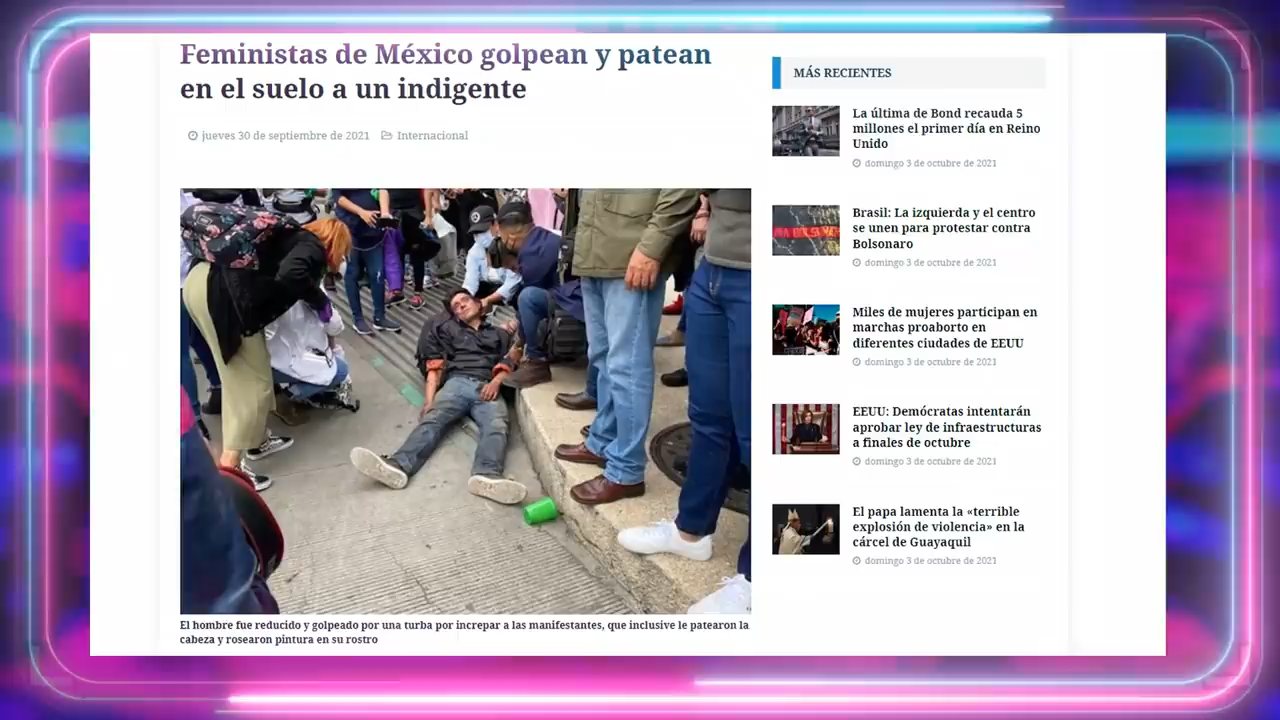 Feministas de México golpean y patean
en el suelo a un indigente
jueves 30 de septiembre de 2021 Internacional
El hombre fue reducido y golpeado por una turba por increpar a las manifestantes, que inclusive le patearon la
cabeza y rosearon pintura en su rostro
MÁS RECIENTES
La última de Bond recauda 5
millones el primer día en Reino
Unido
domingo 3 de octubre de 2021
Brasil: La izquierda y el centro
se unen para protestar contra
Bolsonaro
domingo 3 de octubre de 2021
Miles de mujeres participan en
marchas proaborto en
diferentes ciudades de EEUU
domingo 3 de octubre de 2021
EEUU: Demócratas intentarán
aprobar ley de infraestructuras
a finales de octubre
domingo 3 de octubre de 2021
El papa lamenta la «terrible
explosión de violencia» en la
cárcel de Guayaquil
domingo 3 de octubre de 2021